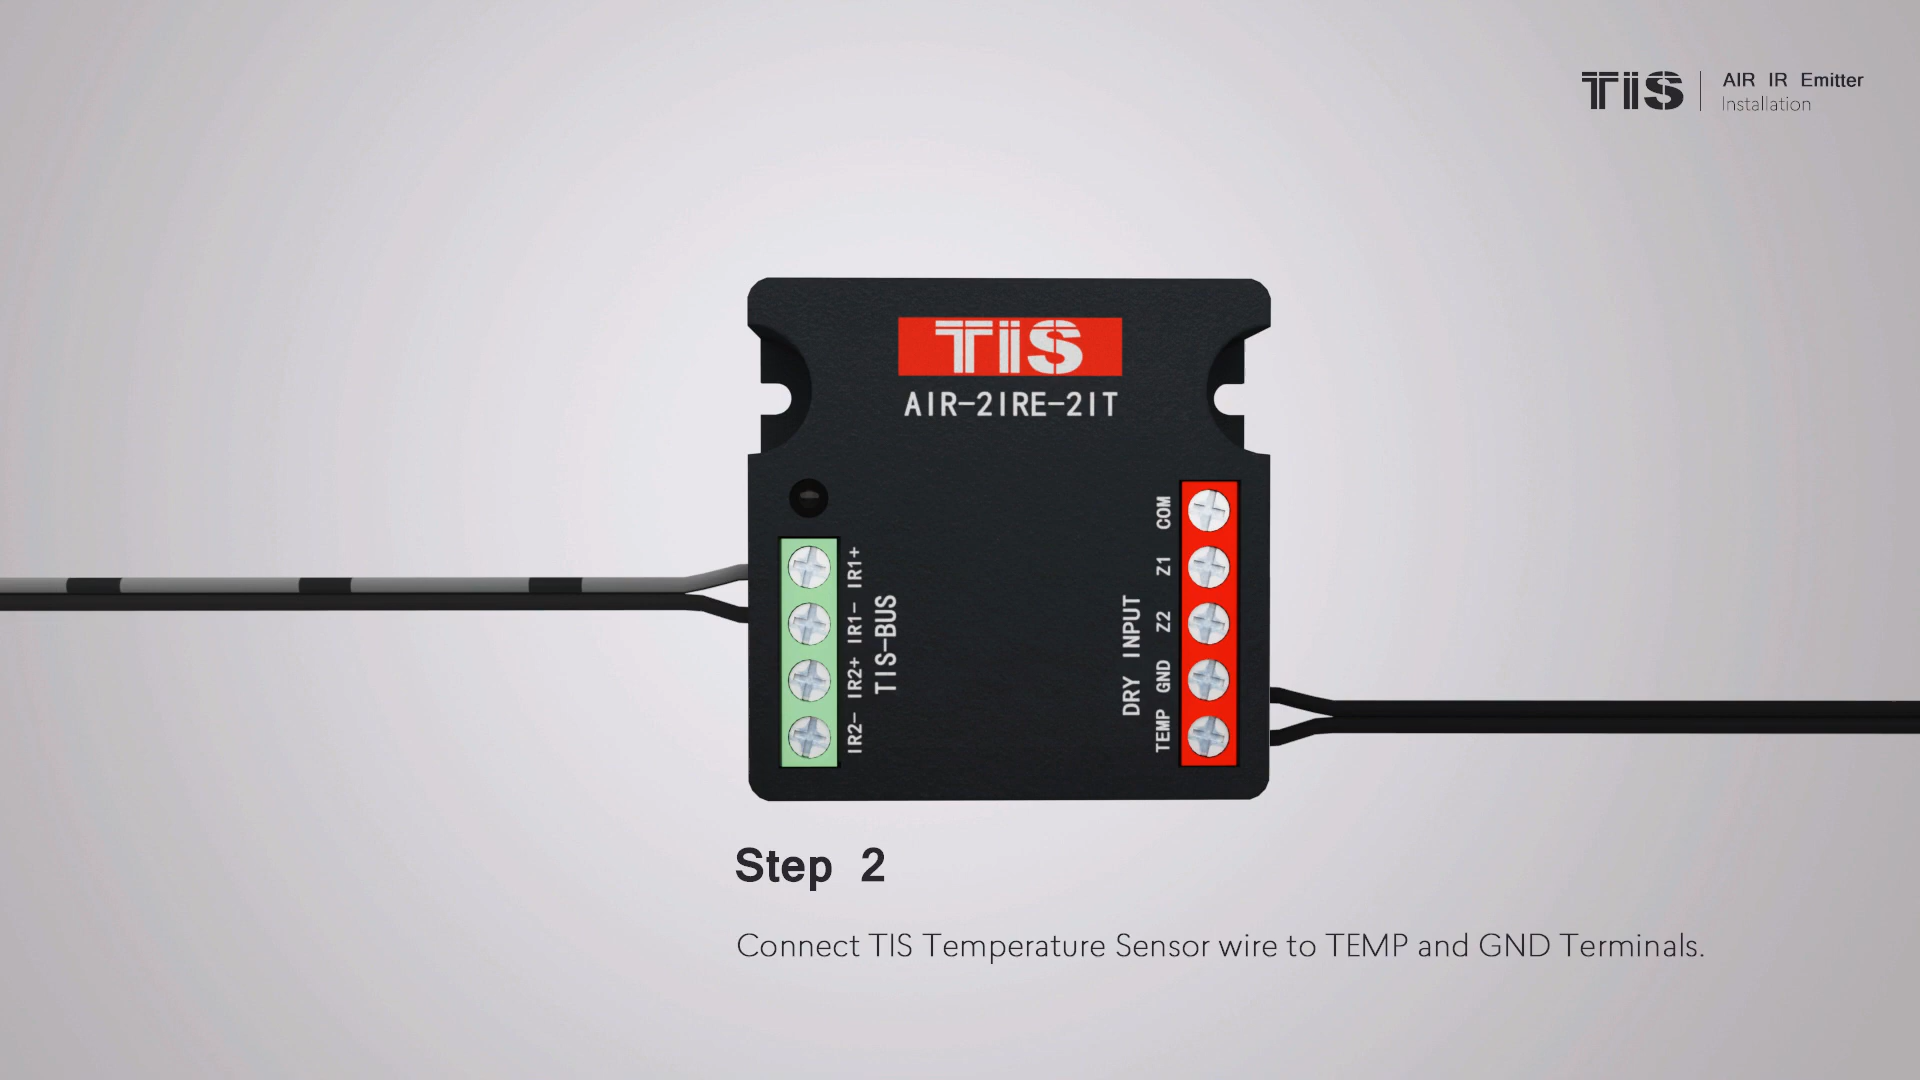 TiS
AIR IR Emitter
Installation
TiS
AIR-2IRE-2IT
IR1+
IR1-
IR2+
IR2-
TIS-BUS
DRY INPUT
COM
Z1
Z2
GND
TEMP
Step 2
Connect TIS Temperature Sensor wire to TEMP and GND Terminals.